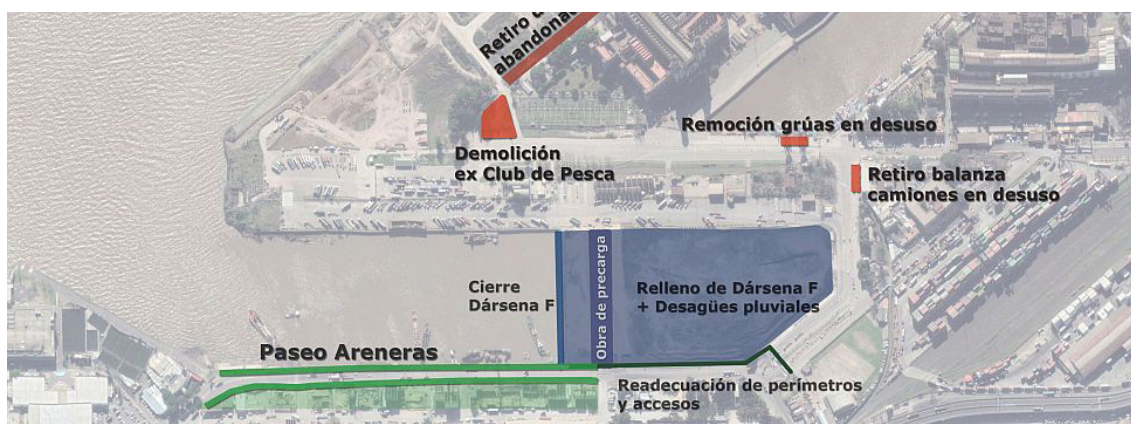 Retiro
abandona
Remoción grúas en desuso
Demolición
ex Club de Pesca
Retiro balanza
camiones en desuso
Cierre
Dársena F
Obra de precarga
Relleno de Dársena F
+ Desagües pluviales
Paseo Areneras
Readecuación de perímetros
y accesos